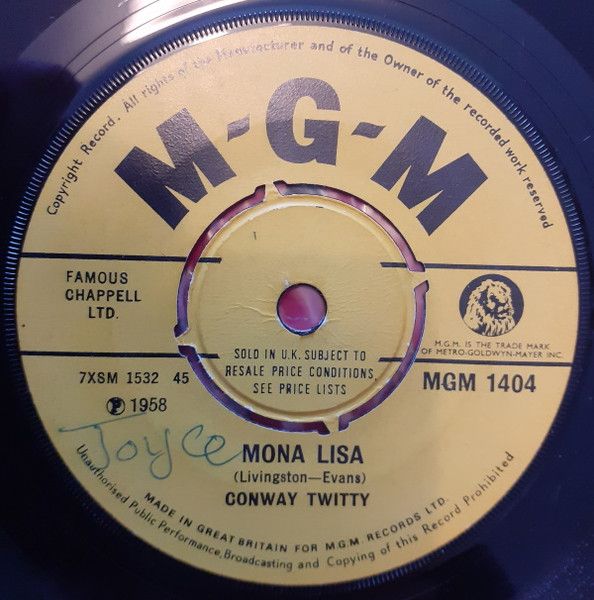 Copyright Record. All rights of the Manufacturer and of the Owner of the recorded work reserved
M-G-M
FAMOUS
CHAPPELL
LTD.
M.G.M. IS THE TRADE MARK
OF METRO-GOLDWYN-MAYER INC.
SOLD IN U.K. SUBJECT TO
RESALE PRICE CONDITIONS,
SEE PRICE LISTS
7XSM 1532 45
MGM 1404
Ⓟ 1958
Joyce
MONA LISA
(Livingston—Evans)
CONWAY TWITTY
MADE IN GREAT BRITAIN FOR M.G.M. RECORDS LTD.
Unauthorised Public Performance, Broadcasting and Copying of this Record Prohibited